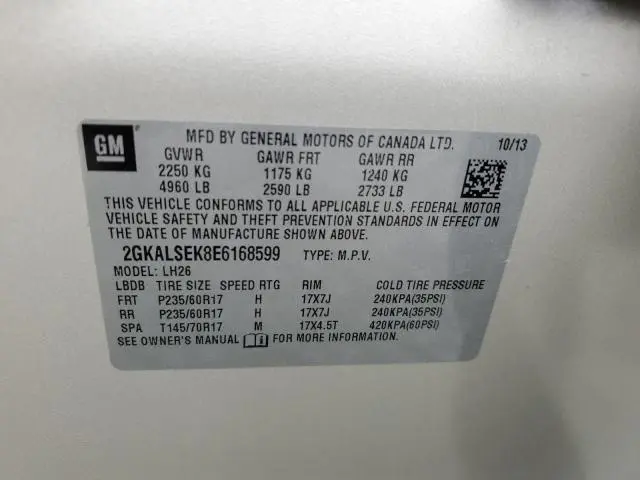 GM MFD BY GENERAL MOTORS OF CANADA LTD. 10/13
GVWR GAWR FRT GAWR RR
2250 KG 1175 KG 1240 KG
4960 LB 2590 LB 2733 LB
THIS VEHICLE CONFORMS TO ALL APPLICABLE U.S. FEDERAL MOTOR
VEHICLE SAFETY AND THEFT PREVENTION STANDARDS IN EFFECT ON
THE DATE OF MANUFACTURE SHOWN ABOVE.
2GKALSEK8E6168599 TYPE: M.P.V.
MODEL: LH26
LBDB TIRE SIZE SPEED RTG RIM COLD TIRE PRESSURE
FRT P235/60R17 H 17X7J 240KPA(35PSI)
RR P235/60R17 H 17X7J 240KPA(35PSI)
SPA T145/70R17 M 17X4.5T 420KPA(60PSI)
SEE OWNER'S MANUAL FOR MORE INFORMATION.